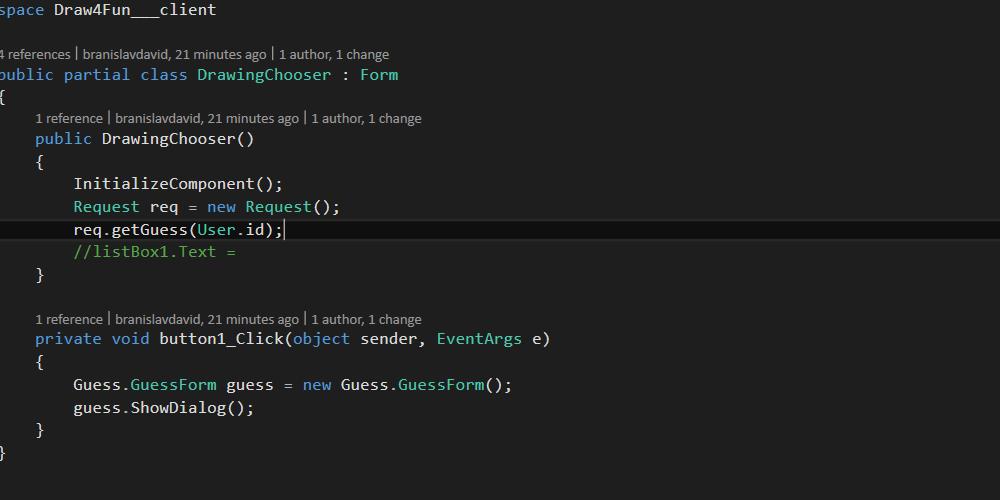 space Draw4Fun___client
4 references | branislavdavid, 21 minutes ago | 1 author, 1 change
public partial class DrawingChooser : Form
{
1 reference | branislavdavid, 21 minutes ago | 1 author, 1 change
public DrawingChooser()
{
InitializeComponent();
Request req = new Request();
req.getGuess(User.id);
//listBox1.Text =
}
1 reference | branislavdavid, 21 minutes ago | 1 author, 1 change
private void button1_Click(object sender, EventArgs e)
{
Guess.GuessForm guess = new Guess.GuessForm();
guess.ShowDialog();
}
}